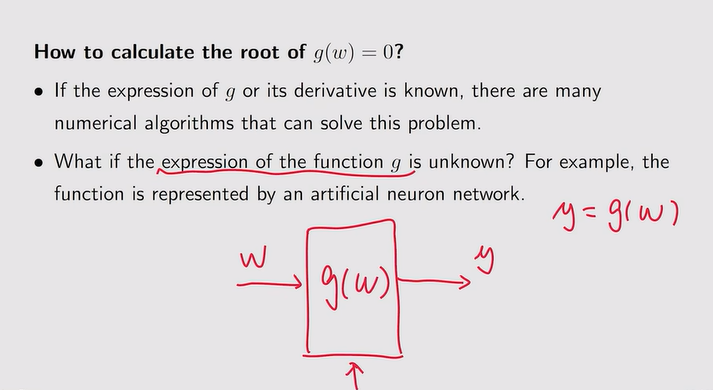 How to calculate the root of g(w) = 0?
• If the expression of g or its derivative is known, there are many
numerical algorithms that can solve this problem.
• What if the expression of the function g is unknown? For example, the
function is represented by an artificial neuron network.
y = g(w)
w
g(w)
y